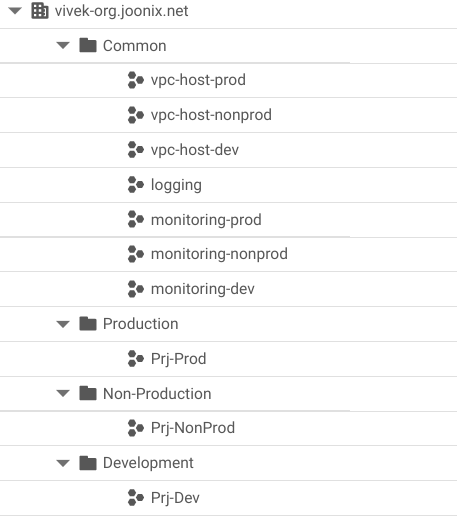 vivek-org.joonix.net
Common
vpc-host-prod
vpc-host-nonprod
vpc-host-dev
logging
monitoring-prod
monitoring-nonprod
monitoring-dev
Production
Prj-Prod
Non-Production
Prj-NonProd
Development
Prj-Dev